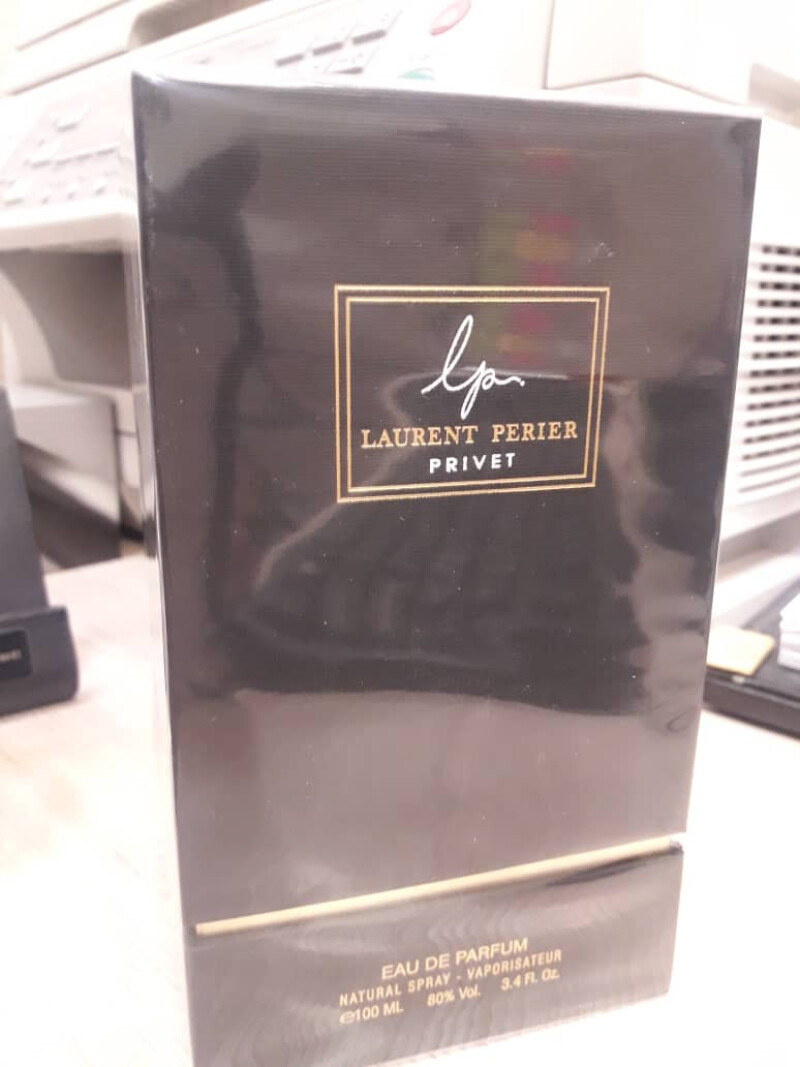 lp.
LAURENT PERIER
PRIVET
EAU DE PARFUM
NATURAL SPRAY - VAPORISATEUR
℮100 ML 80% Vol. 3.4 Fl. Oz.